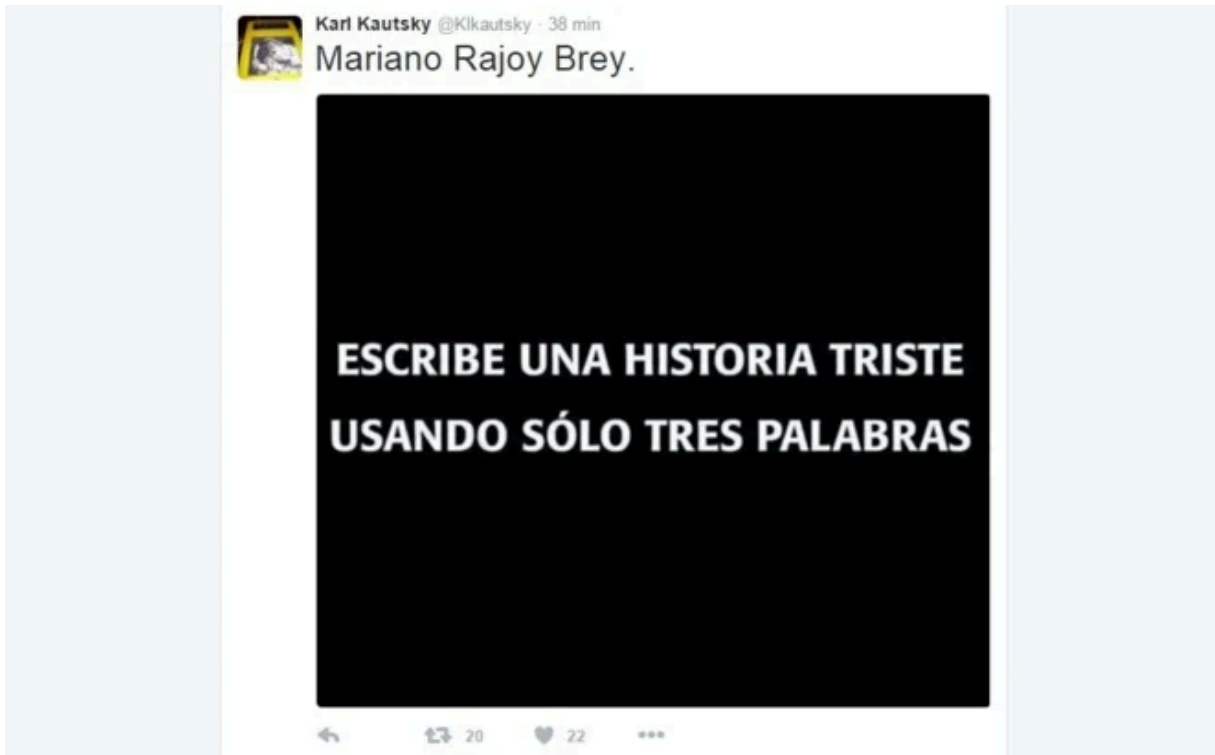 Karl Kautsky @Klkautsky · 38 min
Mariano Rajoy Brey.
ESCRIBE UNA HISTORIA TRISTE
USANDO SÓLO TRES PALABRAS
20 22